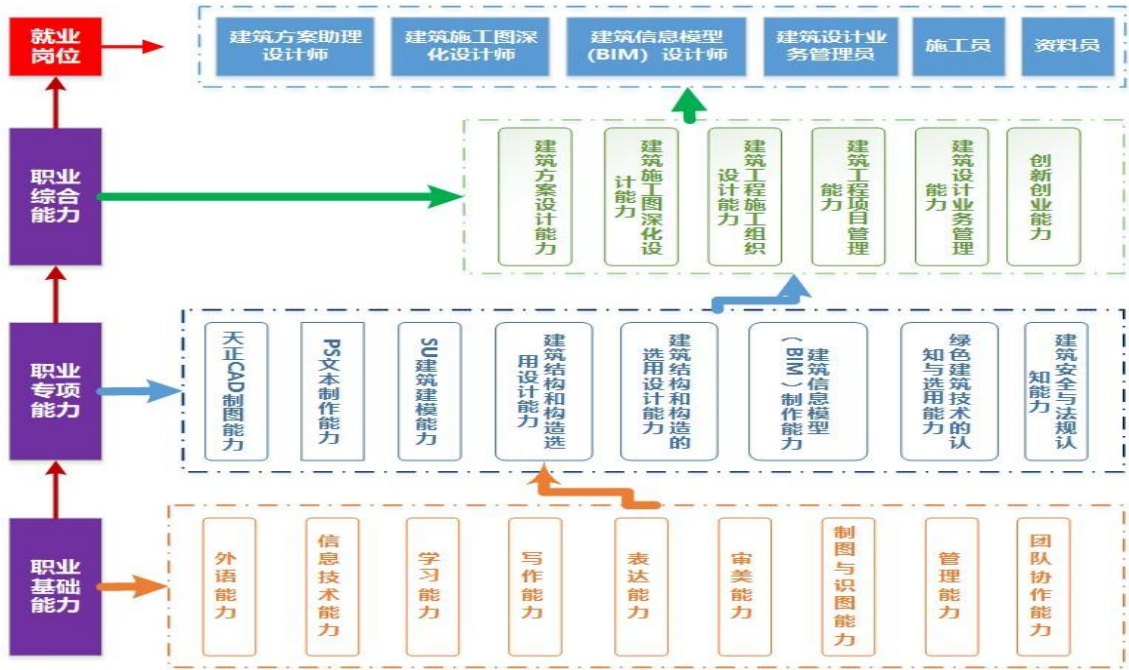 就业
岗位
建筑方案助理
设计师
建筑施工图深
化设计师
建筑信息模型
(BIM) 设计师
建筑设计业
务管理员
施工员
资料员
职业
综合
能力
建筑方案设计能力
建筑施工图深化设
计能力
建筑工程施工组织
设计能力
建筑工程项目管理
能力
建筑设计业务管理
能力
创新创业能力
职业
专项
能力
天正CAD制图能力
PS文本制作能力
SU建筑建模能力
建筑结构和构造选
用设计能力
建筑结构和构造的
选用设计能力
建筑信息模型
（BIM）制作能力
绿色建筑技术的认
知与选用能力
建筑安全与法规认
知能力
职业
基础
能力
外语能力
信息技术能力
学习能力
写作能力
表达能力
审美能力
制图与识图能力
管理能力
团队协作能力